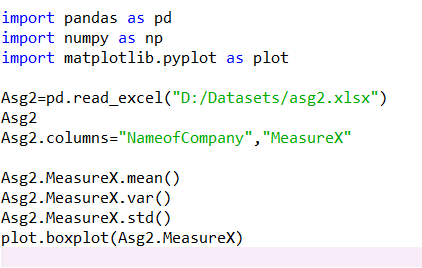 import pandas as pd
import numpy as np
import matplotlib.pyplot as plot
Asg2=pd.read_excel("D:/Datasets/asg2.xlsx")
Asg2
Asg2.columns="NameofCompany","MeasureX"
Asg2.MeasureX.mean()
Asg2.MeasureX.var()
Asg2.MeasureX.std()
plot.boxplot(Asg2.MeasureX)